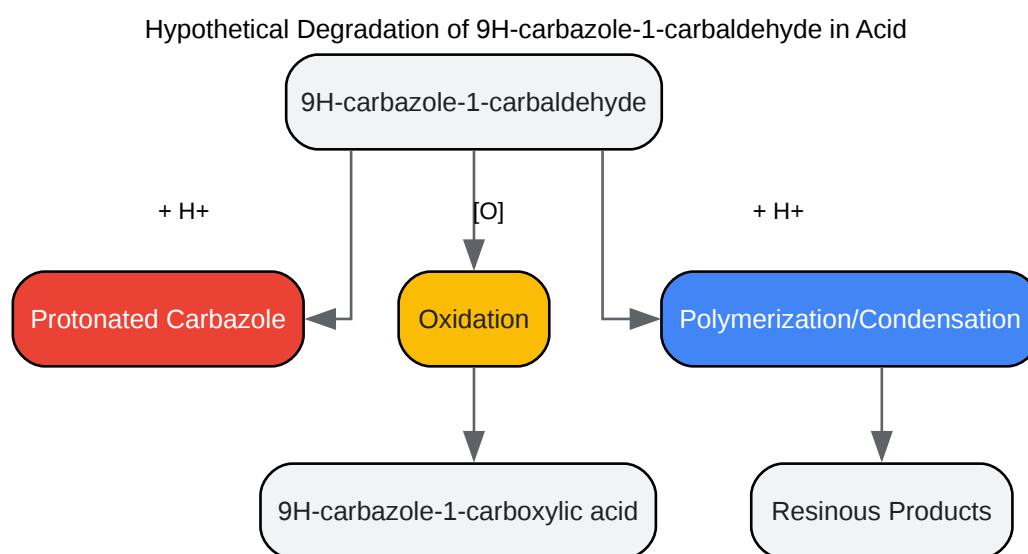 Hypothetical Degradation of 9H-carbazole-1-carbaldehyde in Acid
9H-carbazole-1-carbaldehyde
+ H+
[O]
+ H+
Protonated Carbazole
Oxidation
Polymerization/Condensation
9H-carbazole-1-carboxylic acid
Resinous Products